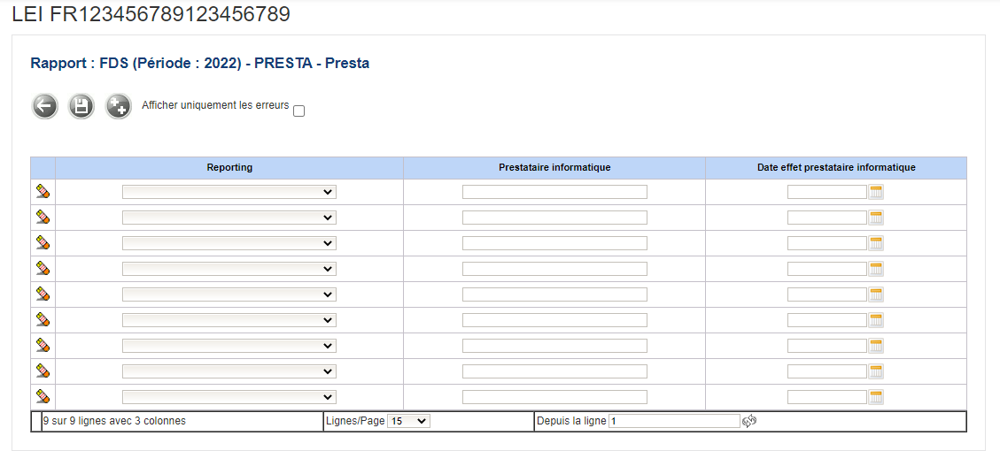 LEI FR123456789123456789
Rapport : FDS (Période : 2022) - PRESTA - Presta
Afficher uniquement les erreurs
Reporting Prestataire informatique Date effet prestataire informatique
9 sur 9 lignes avec 3 colonnes Lignes/Page 15 Depuis la ligne 1